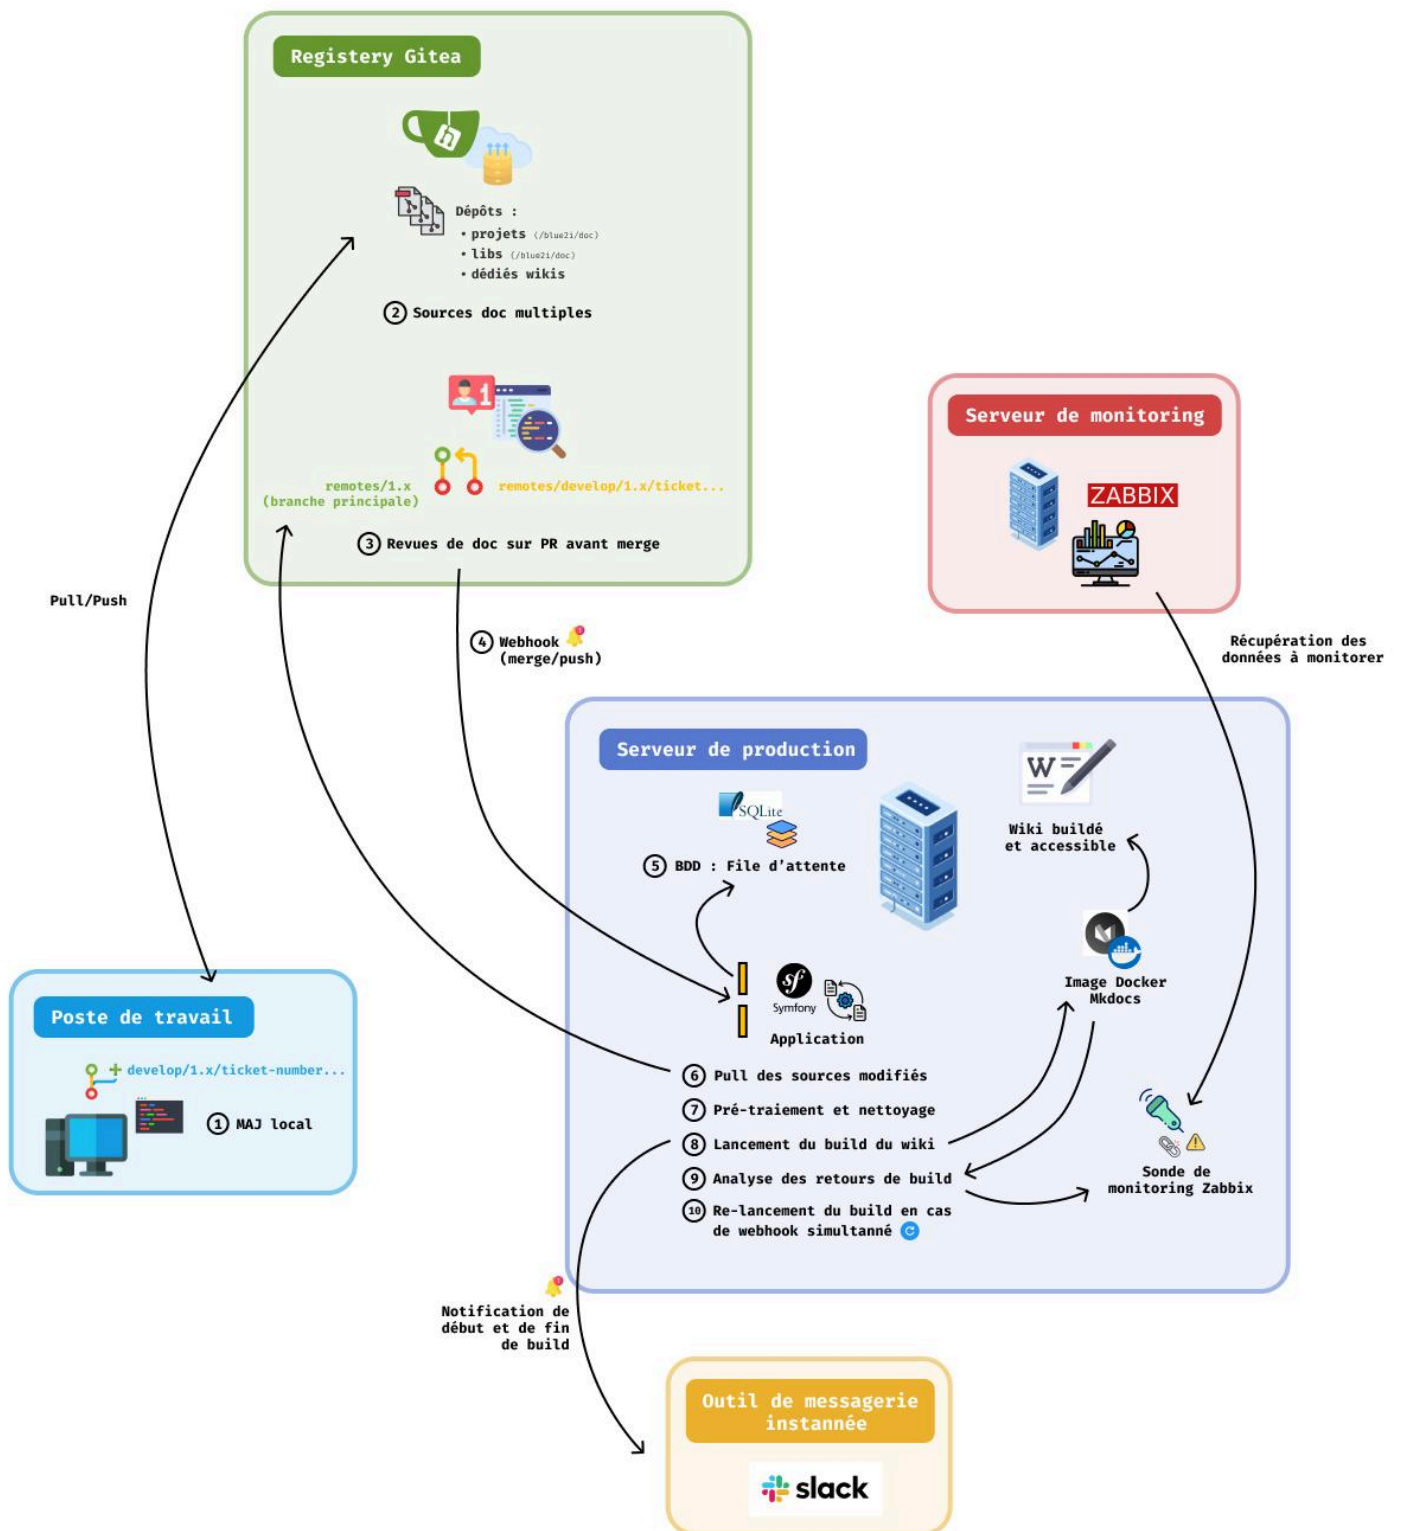 Registery Gitea
Dépôts :
• projets (/blue2i/doc)
• libs (/blue2i/doc)
• dédiés wikis
2 Sources doc multiples
1
remotes/1.x
(branche principale)
remotes/develop/1.x/ticket...
3 Revues de doc sur PR avant merge
Serveur de monitoring
ZABBIX
Pull/Push
4 Webhook
(merge/push)
Récupération des
données à monitorer
Serveur de production
SQLite
5 BDD : File d'attente
W
Wiki buildé
et accessible
Image Docker
Mkdocs
sf
Symfony
Application
Poste de travail
develop/1.x/ticket-number...
1 MAJ local
6 Pull des sources modifiés
7 Pré-traiement et nettoyage
8 Lancement du build du wiki
9 Analyse des retours de build
10 Re-lancement du build en cas
de webhook simultanné
Sonde de
monitoring Zabbix
Notification de
début et de fin
de build
Outil de messagerie
instannée
slack